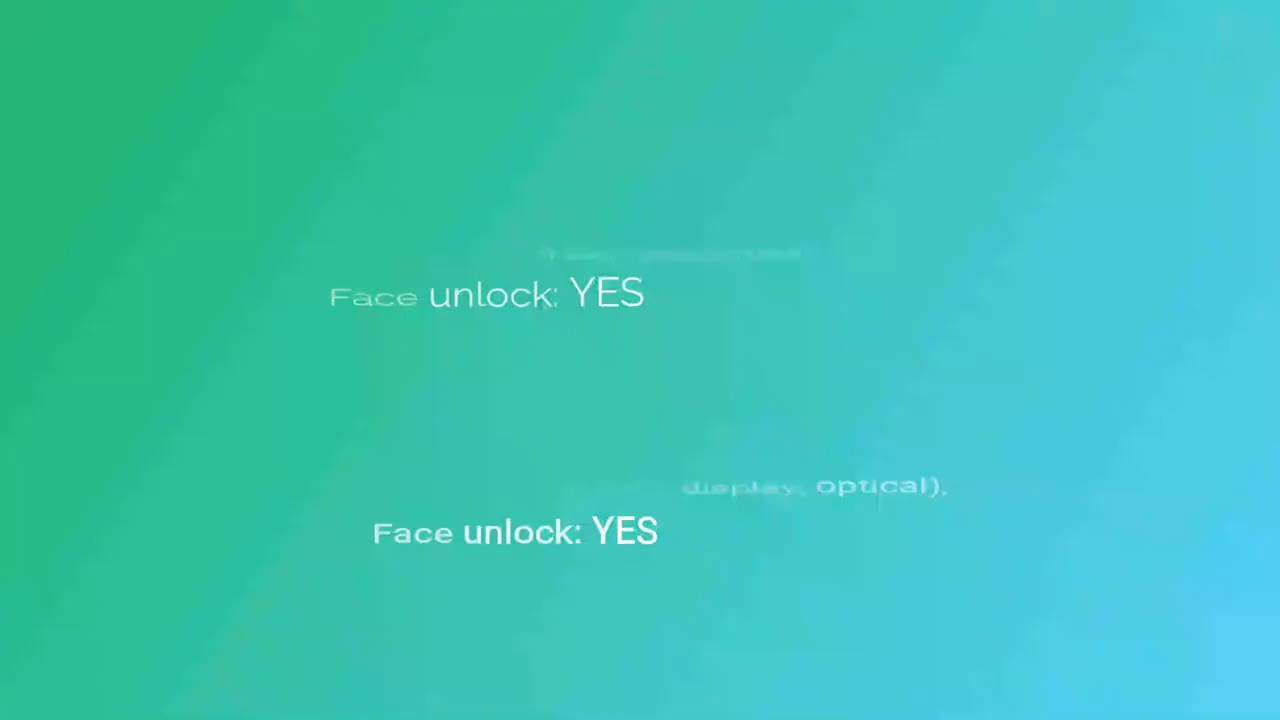 Face unlock: YES
display, optical),
Face unlock: YES